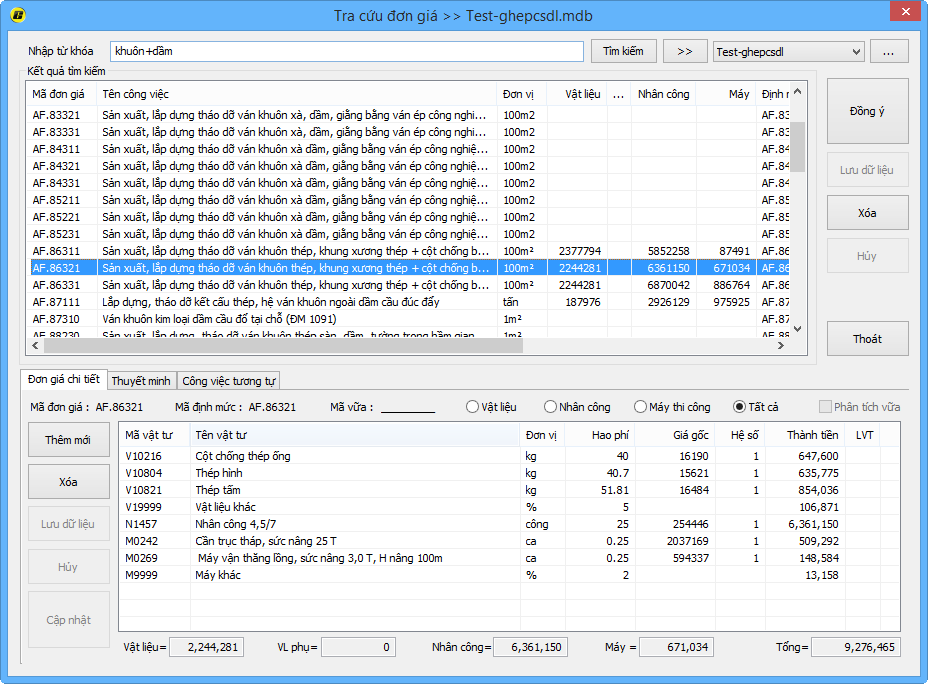 Tra cứu đơn giá >> Test-ghepcsdl.mdb
Nhập từ khóa khuôn+dầm Tìm kiếm >> Test-ghepcsdl ...
Kết quả tìm kiếm
Mã đơn giá Tên công việc Đơn vị Vật liệu ... Nhân công Máy Định r
AF.83321 Sản xuất, lắp dựng tháo dỡ ván khuôn xà, dầm, giằng bằng ván ép công nghi... 100m2 AF.83
AF.83331 Sản xuất, lắp dựng tháo dỡ ván khuôn xà, dầm, giằng bằng ván ép công nghi... 100m2 AF.83
AF.84311 Sản xuất, lắp dựng tháo dỡ ván khuôn xà dầm, giằng bằng ván ép công nghiệ... 100m2 AF.84
AF.84321 Sản xuất, lắp dựng tháo dỡ ván khuôn xà dầm, giằng bằng ván ép công nghiệ... 100m2 AF.84
AF.84331 Sản xuất, lắp dựng tháo dỡ ván khuôn xà dầm, giằng bằng ván ép công nghiệ... 100m2 AF.84
AF.85211 Sản xuất, lắp dựng tháo dỡ ván khuôn xà dầm, giằng bằng ván ép công nghiệ... 100m2 AF.85
AF.85221 Sản xuất, lắp dựng tháo dỡ ván khuôn xà dầm, giằng bằng ván ép công nghiệ... 100m2 AF.85
AF.85231 Sản xuất, lắp dựng tháo dỡ ván khuôn xà dầm, giằng bằng ván ép công nghiệ... 100m2 AF.85
AF.86311 Sản xuất, lắp dựng tháo dỡ ván khuôn thép, khung xương thép + cột chống b... 100m² 2377794 5852258 87491 AF.86
AF.86321 Sản xuất, lắp dựng tháo dỡ ván khuôn thép, khung xương thép + cột chống b... 100m² 2244281 6361150 671034 AF.86
AF.86331 Sản xuất, lắp dựng tháo dỡ ván khuôn thép, khung xương thép + cột chống b... 100m² 2244281 6870042 886764 AF.86
AF.87111 Lắp dựng, tháo dỡ kết cấu thép, hệ ván khuôn ngoài dầm cầu đúc đẩy tấn 187976 2926129 975925 AF.87
AF.87310 Ván khuôn kim loại dầm cầu đổ tại chỗ (ĐM 1091) 1m² AF.87
AF.88230 Sản xuất, lắp dựng, tháo dỡ ván khuôn thép sàn, dầm, tường trong hầm gian 1m² AF.88
Đồng ý
Lưu dữ liệu
Xóa
Hủy
Thoát
Đơn giá chi tiết Thuyết minh Công việc tương tự
Mã đơn giá : AF.86321 Mã định mức : AF.86321 Mã vữa : Vật liệu Nhân công Máy thi công Tất cả Phân tích vữa
Thêm mới
Xóa
Lưu dữ liệu
Hủy
Cập nhật
Mã vật tư Tên vật tư Đơn vị Hao phí Giá gốc Hệ số Thành tiền LVT
V10216 Cột chống thép ống kg 40 16190 1 647,600
V10804 Thép hình kg 40.7 15621 1 635,775
V10821 Thép tấm kg 51.81 16484 1 854,036
V19999 Vật liệu khác % 5 106,871
N1457 Nhân công 4,5/7 công 25 254446 1 6,361,150
M0242 Cần trục tháp, sức nâng 25 T ca 0.25 2037169 1 509,292
M0269 Máy vận thăng lồng, sức nâng 3,0 T, H nâng 100m ca 0.25 594337 1 148,584
M9999 Máy khác % 2 13,158
Vật liệu= 2,244,281 VL phụ= 0 Nhân công= 6,361,150 Máy = 671,034 Tổng= 9,276,465